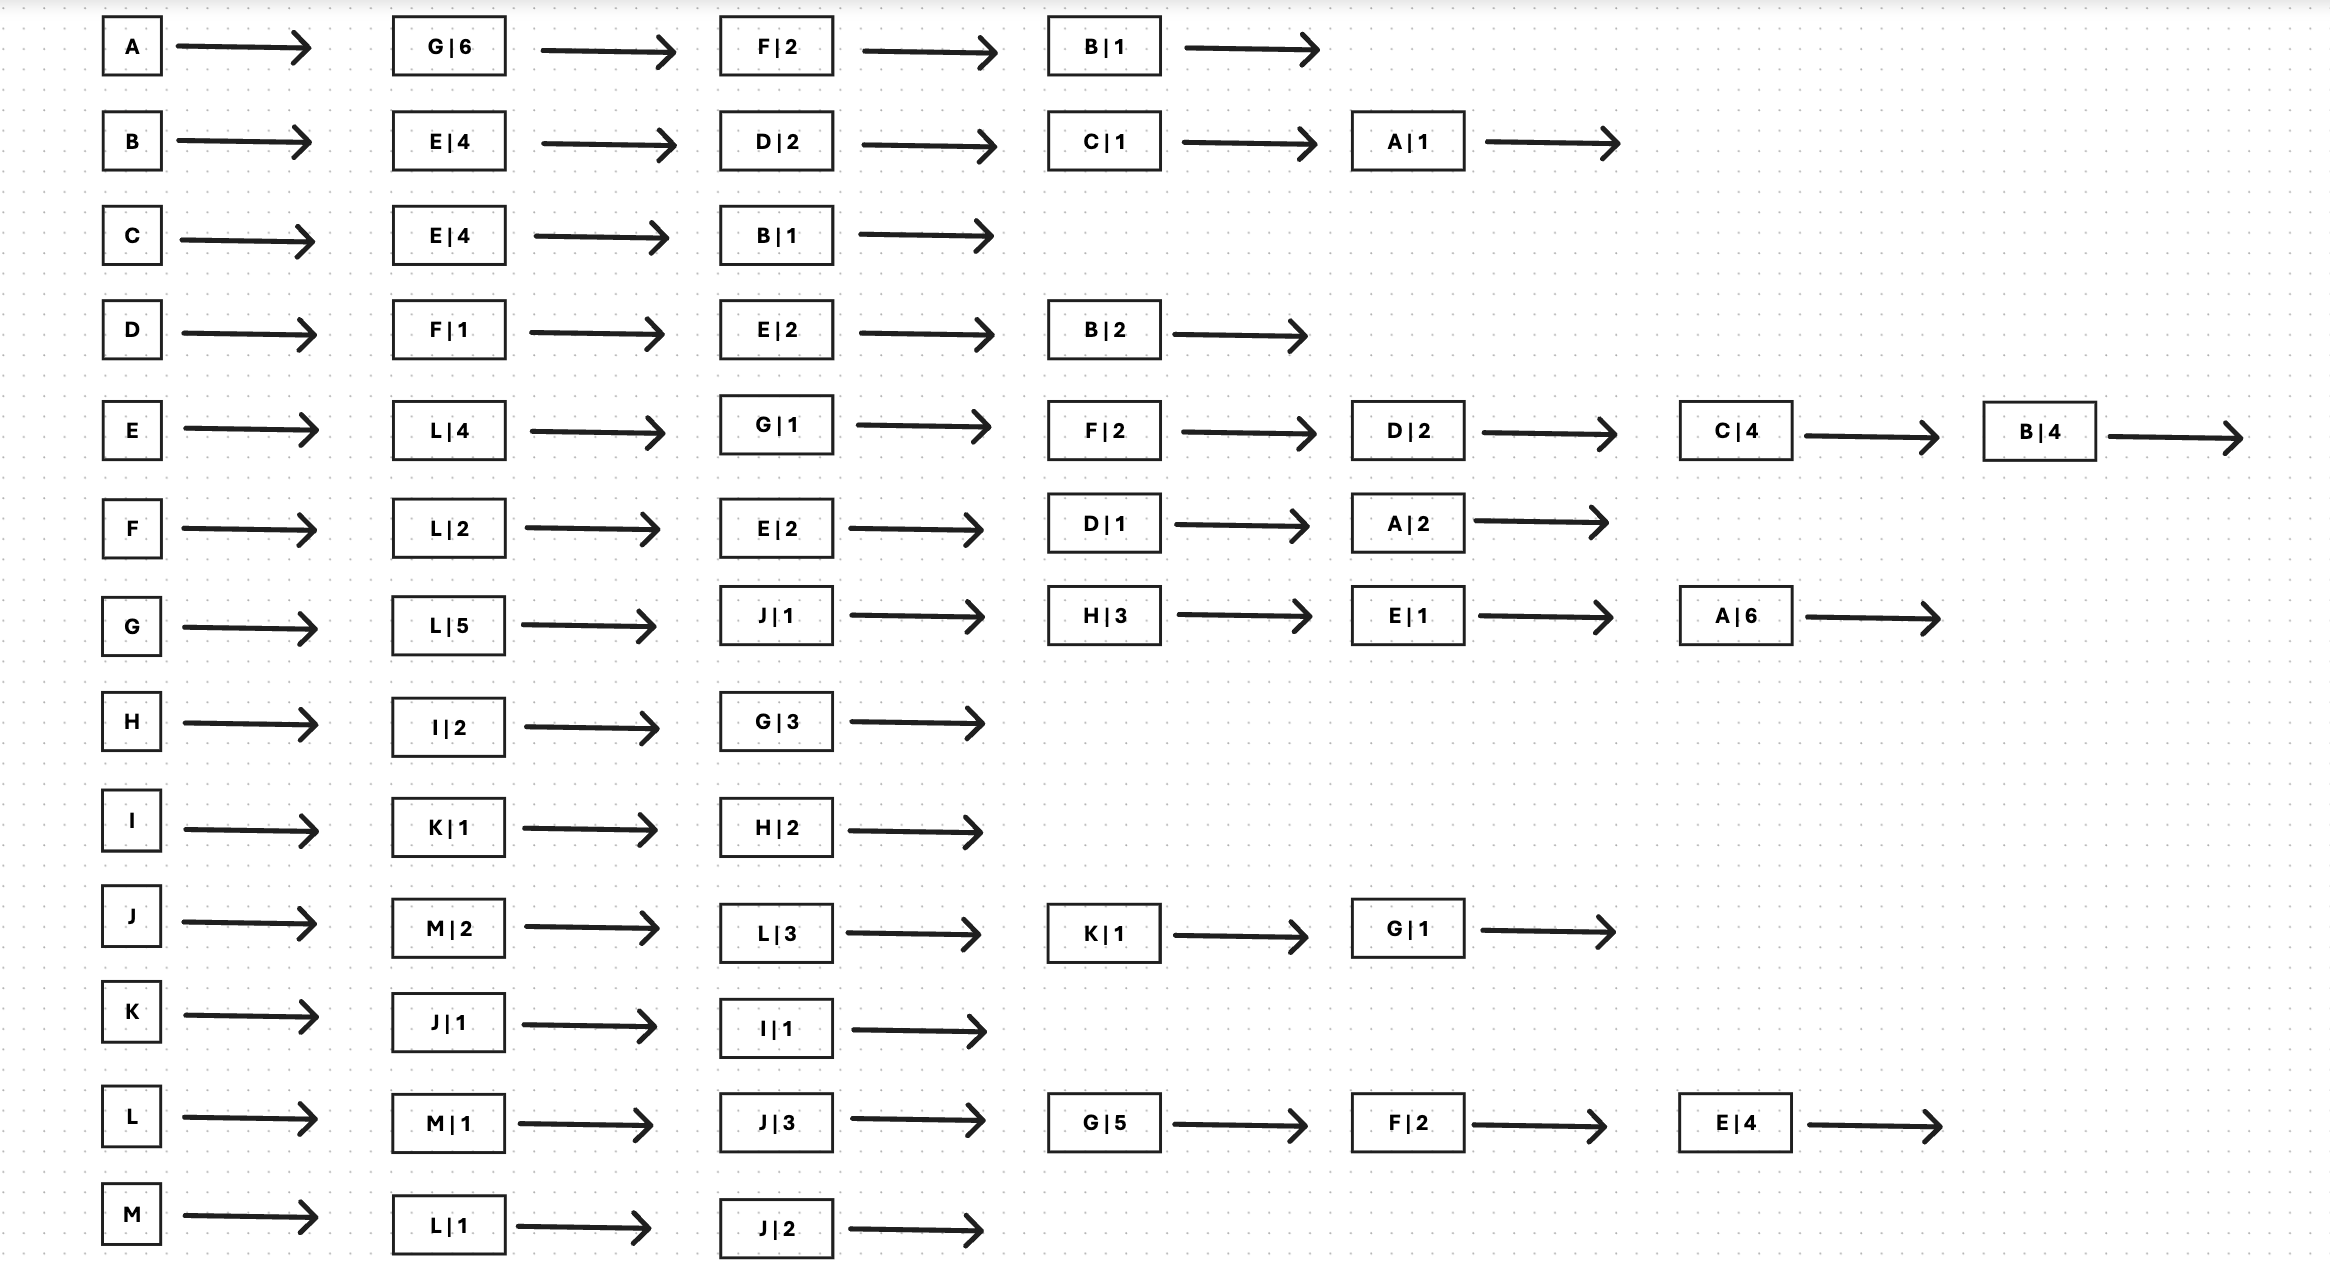 A G|6 F|2 B|1
B E|4 D|2 C|1 A|1
C E|4 B|1
D F|1 E|2 B|2
E L|4 G|1 F|2 D|2 C|4 B|4
F L|2 E|2 D|1 A|2
G L|5 J|1 H|3 E|1 A|6
H I|2 G|3
I K|1 H|2
J M|2 L|3 K|1 G|1
K J|1 I|1
L M|1 J|3 G|5 F|2 E|4
M L|1 J|2